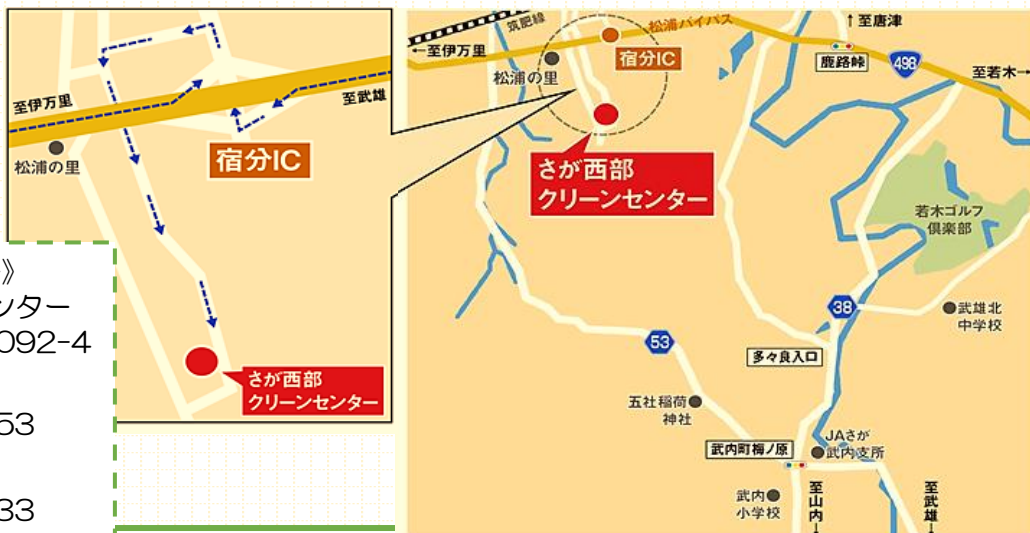 至伊万里
至武雄
松浦の里
宿分IC
さが西部
クリーンセンター
》
ンター
092-4
53
33
筑肥線
松浦バイパス
↑至唐津
←至伊万里
宿分IC
鹿路峠
498
至若木→
松浦の里
さが西部
クリーンセンター
若木ゴルフ
倶楽部
38
武雄北
中学校
53
多々良入口
五社稲荷
神社
武内町梅ノ原
JAさが
武内支所
武内
小学校
至山内↓
至武雄↓